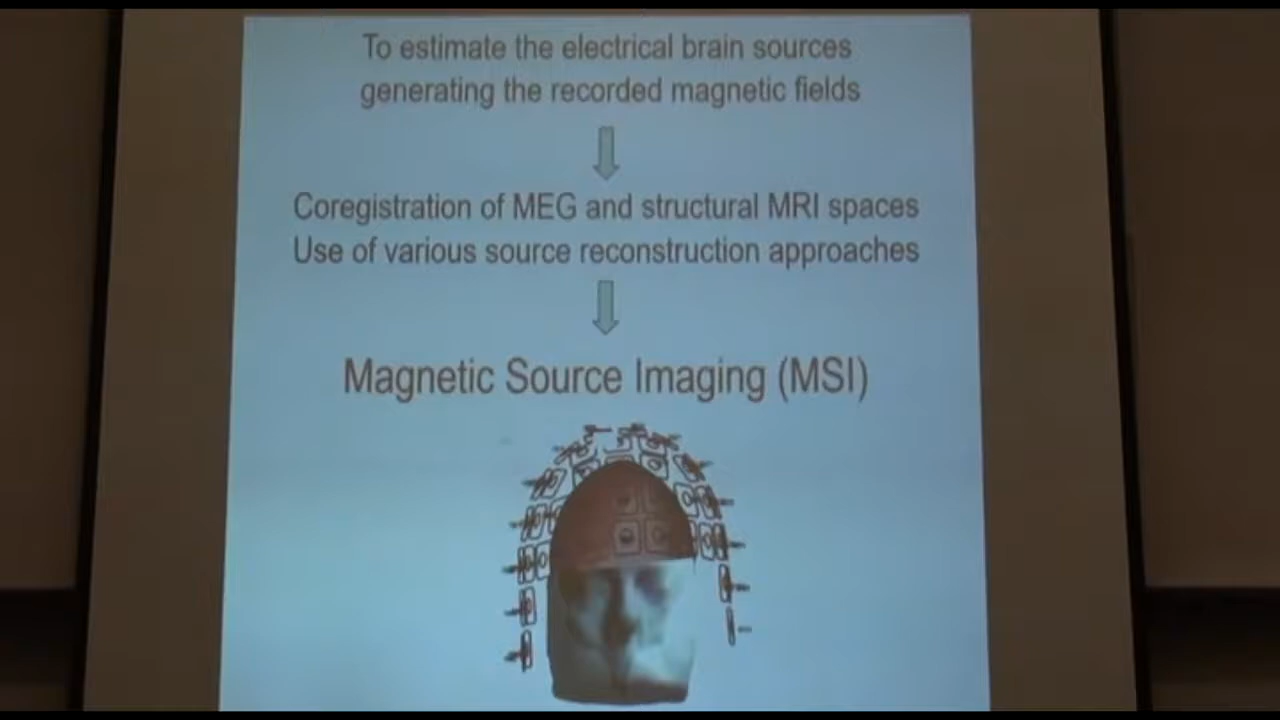 To estimate the electrical brain sources
generating the recorded magnetic fields
Coregistration of MEG and structural MRI spaces
Use of various source reconstruction approaches
Magnetic Source Imaging (MSI)